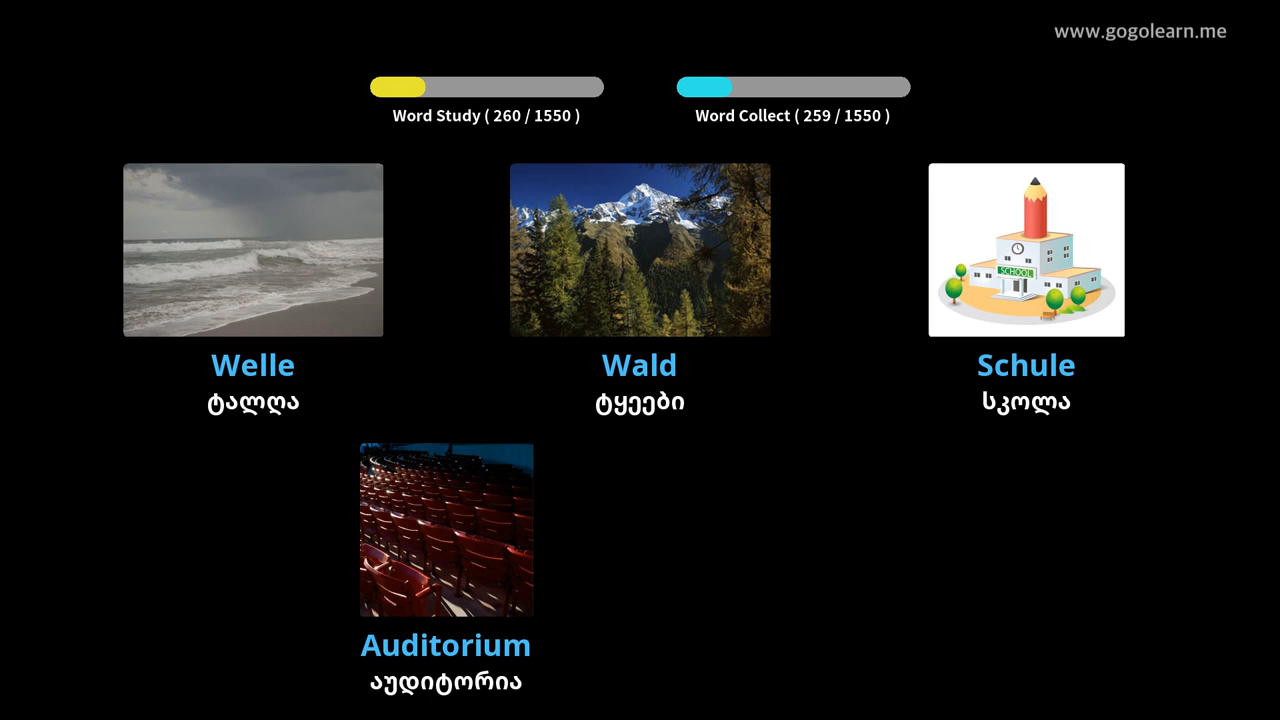 www.gogolearn.me
Word Study ( 260 / 1550 )
Word Collect ( 259 / 1550 )
SCHOOL
Welle
ტალღა
Wald
ტყეები
Schule
სკოლა
Auditorium
აუდიტორია